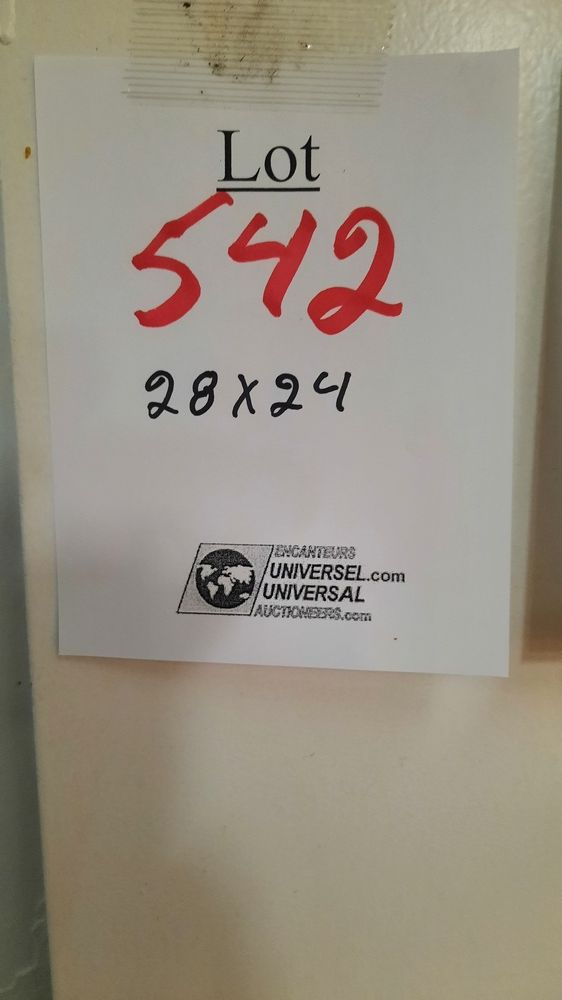 Lot
542
28x24
ENCANTEURS
UNIVERSEL.com
UNIVERSAL
AUCTIONEERS.com